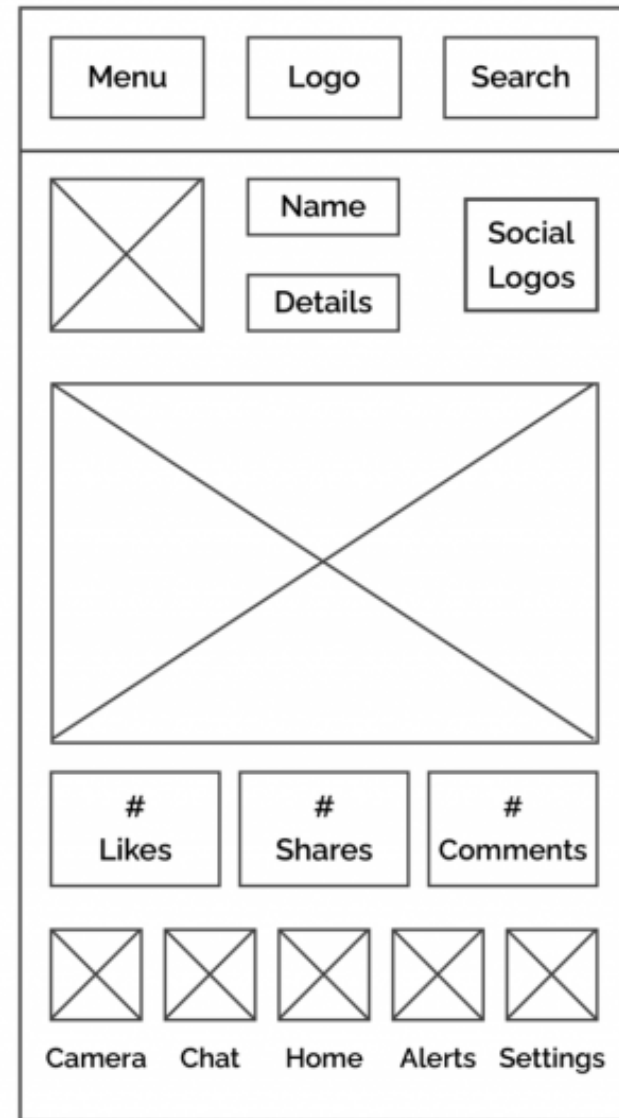 Menu
Logo
Search
Name
Details
Social
Logos
#
Likes
#
Shares
#
Comments
Camera
Chat
Home
Alerts
Settings